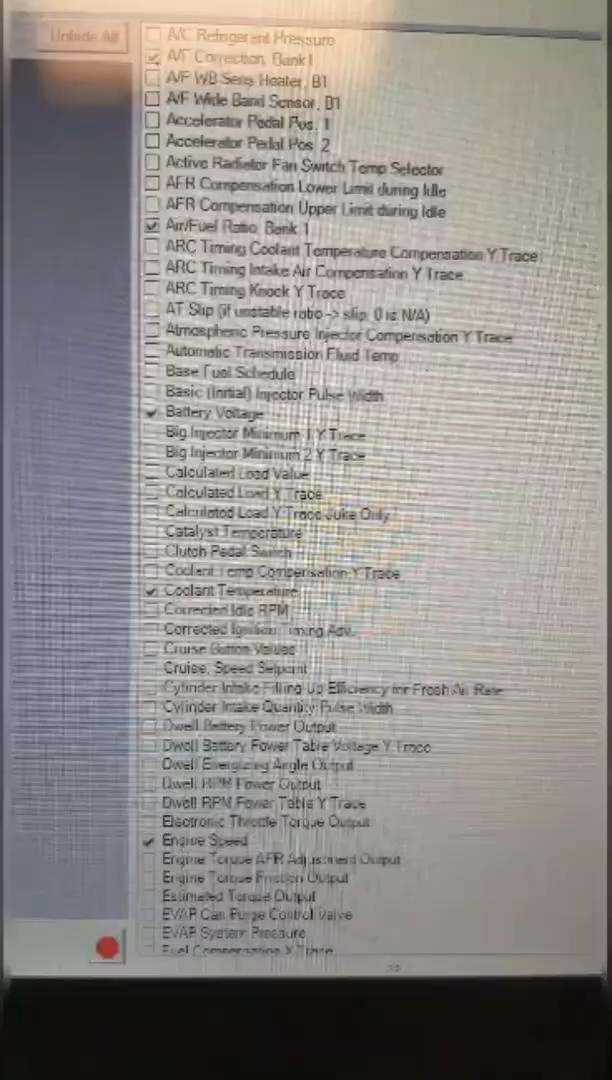 Unhide All
A/C Refrigerant Pressure
A/F Correction, Bank1
A/F WB Sens Heater, B1
A/F Wide Band Sensor, B1
Accelerator Pedal Pos. 1
Accelerator Pedal Pos. 2
Active Radiator Fan Switch Temp Selector
AFR Compensation Lower Limit during Idle
AFR Compensation Upper Limit during Idle
Air/Fuel Ratio, Bank 1
ARC Timing Coolant Temperature Compensation Y Trace
ARC Timing Intake Air Compensation Y Trace
ARC Timing Knock Y Trace
AT Slip (if unstable ratio -> slip, 0 is N/A)
Atmospheric Pressure Injector Compensation Y Trace
Automatic Transmission Fluid Temp
Base Fuel Schedule
Basic (Initial) Injector Pulse Width
Battery Voltage
Big Injector Minimum 1 Y Trace
Big Injector Minimum 2 Y Trace
Calculated Load Value
Calculated Load Y Trace
Calculated Load Y Trace Juke Only
Catalyst Temperature
Clutch Pedal Switch
Coolant Temp Compensation Y Trace
Coolant Temperature
Corrected Idle RPM
Corrected Ignition Timing Adv.
Cruise Button Values
Cruise, Speed Setpoint
Cylinder Intake Filling Up Efficiency for Fresh Air Rate
Cylinder Intake Quantity Pulse Width
Dwell Battery Power Output
Dwell Battery Power Table Voltage Y Trace
Dwell Energizing Angle Output
Dwell RPM Power Output
Dwell RPM Power Table Y Trace
Electronic Throttle Torque Output
Engine Speed
Engine Torque AFR Adjustment Output
Engine Torque Friction Output
Estimated Torque Output
EVAP Can Purge Control Valve
EVAP System Pressure
Fuel Compensation X Trace